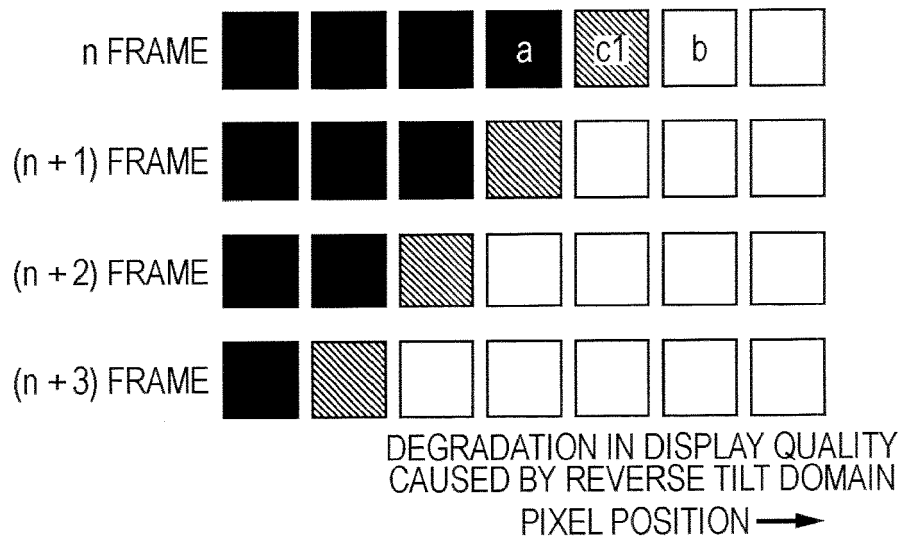 n FRAME a c1 b
(n + 1) FRAME
(n + 2) FRAME
(n + 3) FRAME
DEGRADATION IN DISPLAY QUALITY
CAUSED BY REVERSE TILT DOMAIN
PIXEL POSITION